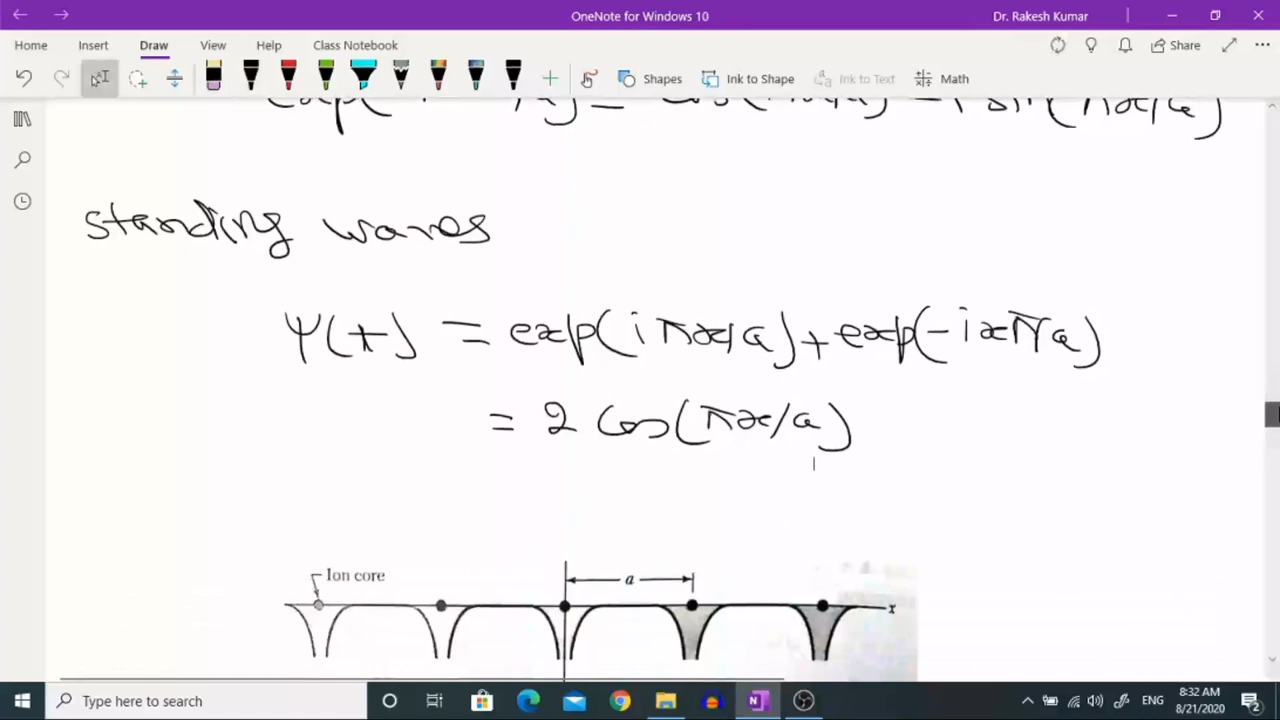 OneNote for Windows 10
Dr. Rakesh Kumar
Home Insert Draw View Help Class Notebook
Share
Shapes Ink to Shape Ink to Text Math
standing waves
Ψ(+) = exp(iπx/a) + exp(-ixπ/a)
= 2 Cos(πx/a)
Ion core
a
x
Type here to search
ENG
8:32 AM
8/21/2020
2